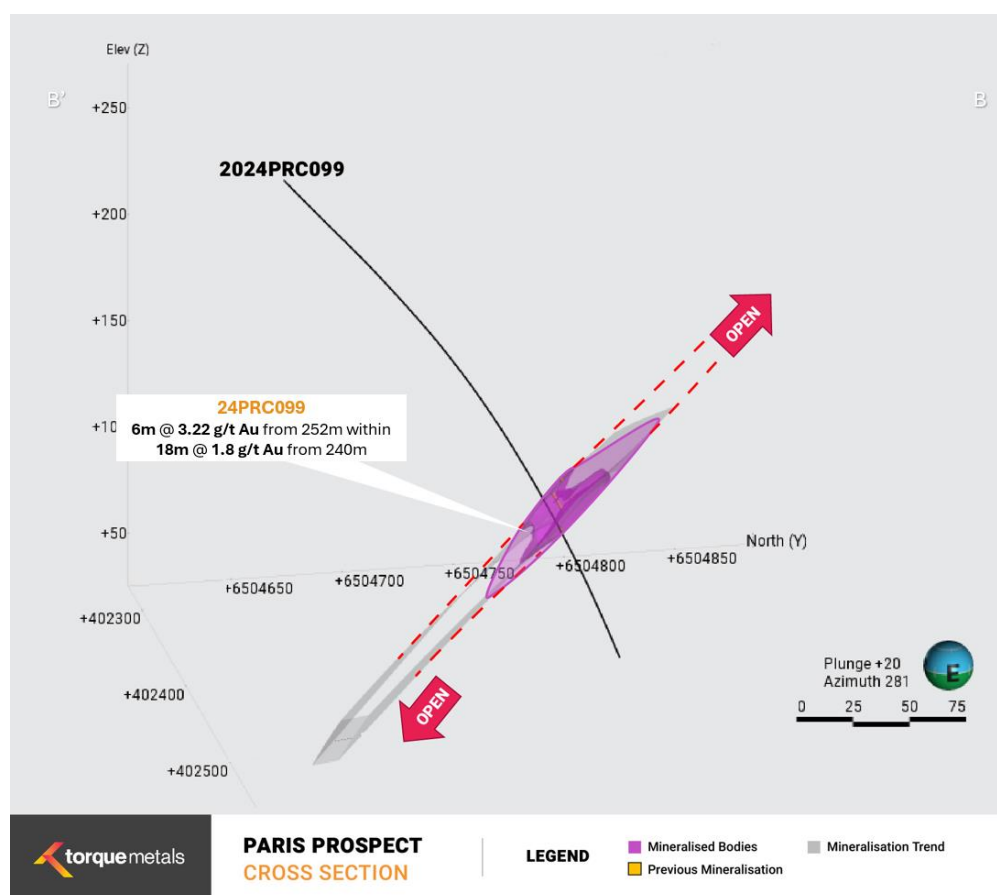 Elev (Z)
B'
B
+250
2024PRC099
+200
+150
OPEN
24PRC099
6m @ 3.22 g/t Au from 252m within
18m @ 1.8 g/t Au from 240m
+10
+50
North (Y)
+6504650
+6504700
+6504750
+6504800
+6504850
+402300
+402400
+402500
OPEN
Plunge +20
Azimuth 281
E
0 25 50 75
torquemetals
PARIS PROSPECT
CROSS SECTION
LEGEND
Mineralised Bodies
Mineralisation Trend
Previous Mineralisation